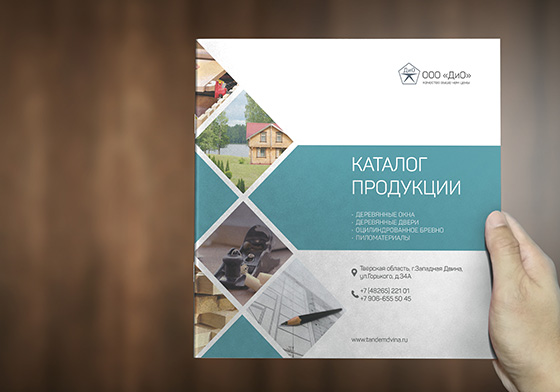 ДиО
ООО «ДиО»
КАТАЛОГ
ПРОДУКЦИИ
- ДЕРЕВЯННЫЕ ОКНА
- ДЕРЕВЯННЫЕ ДВЕРИ
- ОЦИЛИНДРОВАННОЕ БРЕВНО
- ПИЛОМАТЕРИАЛЫ
Тверская область, г.Западная Двина,
ул.Горького, д.34А
+7 (48265) 221 01
+7 906-655 50 45
www.tandemdvina.ru